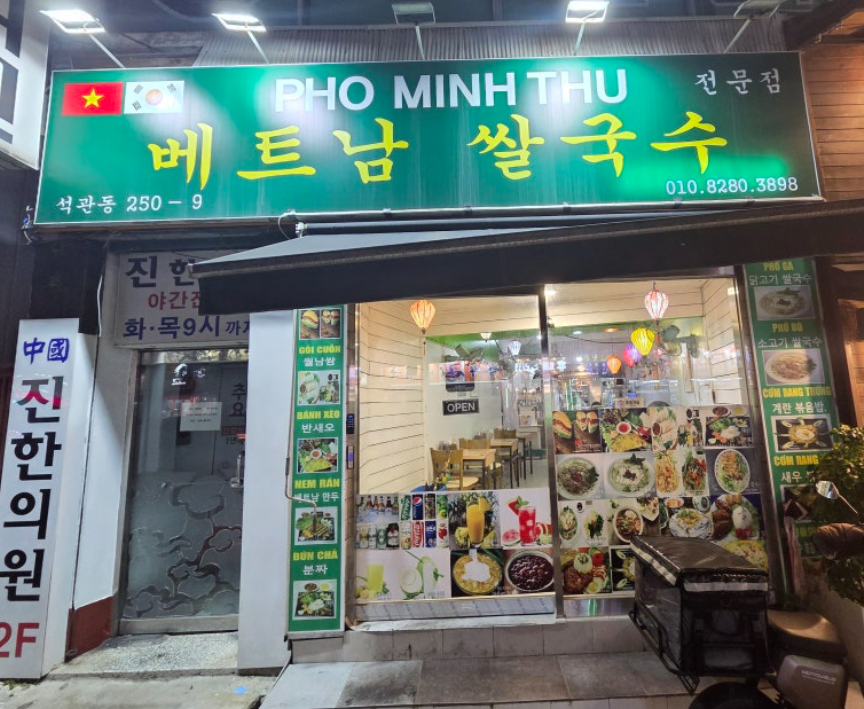 PHO MINH THU
전문점
베트남 쌀국수
석관동 250-9
010.8280.3898
진한
화·목 9시 까지
中國
진한의원
2F
GỎI CUỐN
월남쌈
BÁNH XÈO
반새오
NEM RÁN
베트남 만두
BÚN CHẢ
분짜
OPEN
PHỞ GÀ
닭고기 쌀국수
PHỞ BÒ
소고기 쌀국수
CƠM RANG TRỨNG
계란 볶음밥
CƠM RANG
새우